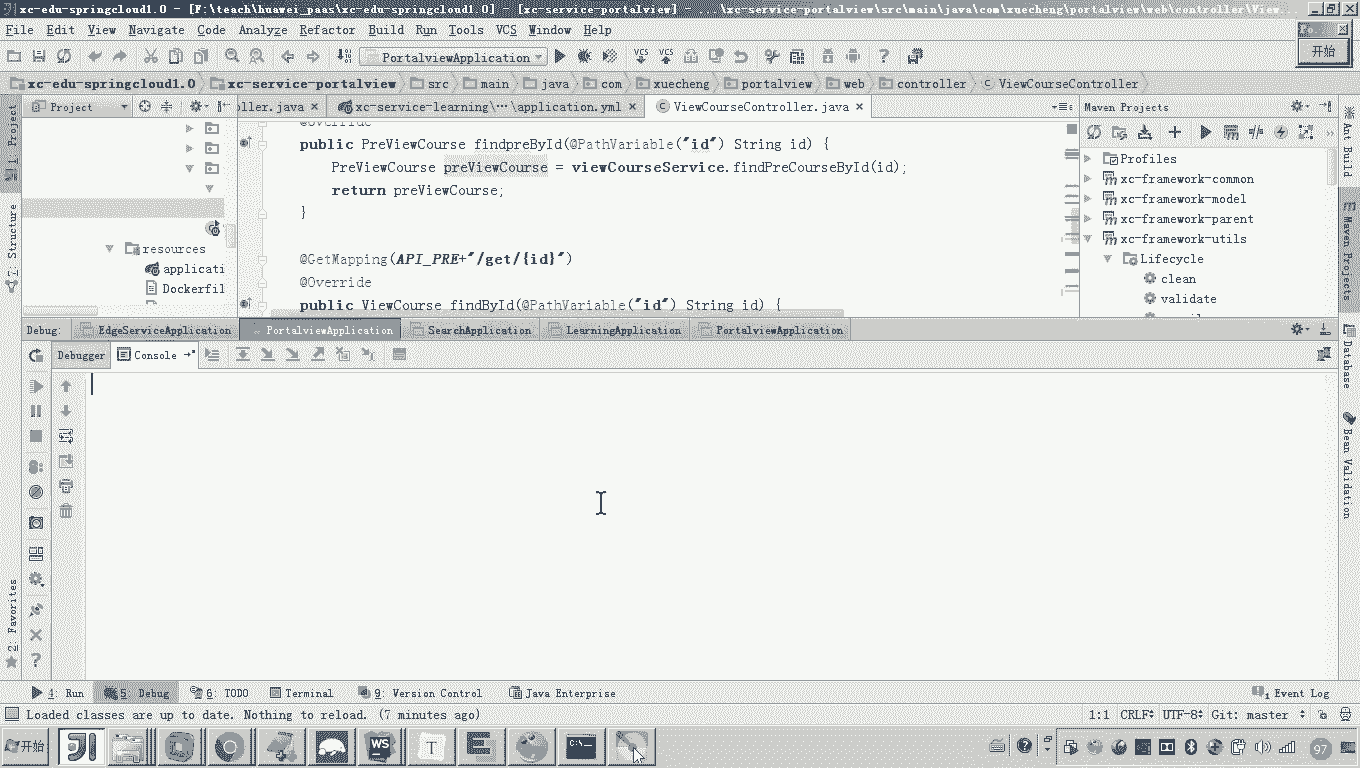 xc-edu-springcloud1.0 - [F:\teach\huawei_paas\xc-edu-springcloud1.0] - [xc-service-portalview] - ...\xc-service-portalview\src\main\java\com\xuecheng\portalview\web\controller\View...
File Edit View Navigate Code Analyze Refactor Build Run Tools VCS Window Help
开始
PortalviewApplication
VCS VCS
xc-edu-springcloud1.0 xc-service-portalview src main java com xuecheng portalview web controller ViewCourseController
Project
oller.java xc-service-learning\...\application.yml ViewCourseController.java
Maven Projects
@Override
public PreViewCourse findpreById(@PathVariable("id") String id) {
PreViewCourse preViewCourse = viewCourseService.findPreCourseById(id);
return preViewCourse;
}
@GetMapping(API_PRE+"/get/{id}")
@Override
public ViewCourse findById(@PathVariable("id") String id) {
resources
applicati
Dockerfil
Profiles
xc-framework-common
xc-framework-model
xc-framework-parent
xc-framework-utils
Lifecycle
clean
validate
1: Project
7: Structure
2: Favorites
Ant Build
Maven Projects
Database
Bean Validation
Debug: EdgeServiceApplication PortalviewApplication SearchApplication LearningApplication PortalviewApplication
Debugger Console
4: Run 5: Debug 6: TODO Terminal 9: Version Control Java Enterprise 1 Event Log
Loaded classes are up to date. Nothing to reload. (7 minutes ago) 1:1 CRLF UTF-8 Git: master
开始 WS T 97